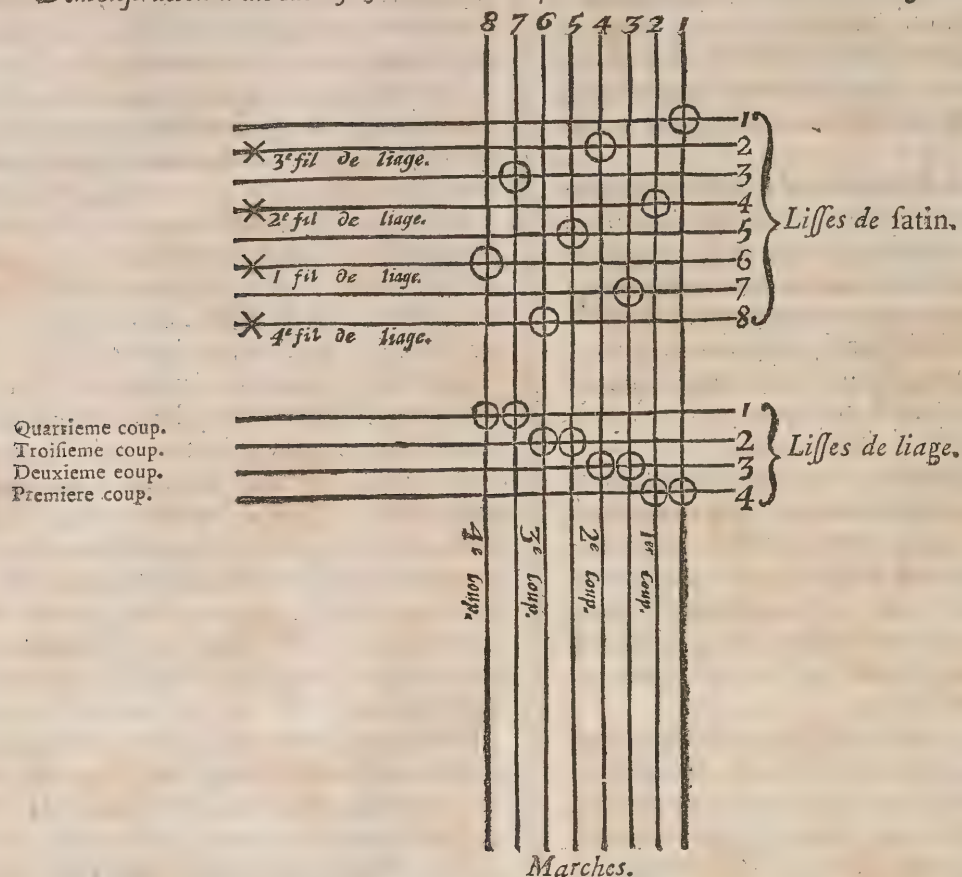 8 7 6 5 4 3 2 1
1
2
3ᵉ fil de liage.
3
4
2ᵉ fil de liage.
5
Liſſes de ſatin.
6
1 fil de liage.
7
8
4ᵉ fil de liage.
1
Quatrieme coup.
2
Troiſieme coup.
Liſſes de liage.
3
Deuxieme eoup.
4
Premiere coup.
4ᵉ coup.
3ᵉ coup.
2ᵉ coup.
1ᵉʳ coup.
Marches.